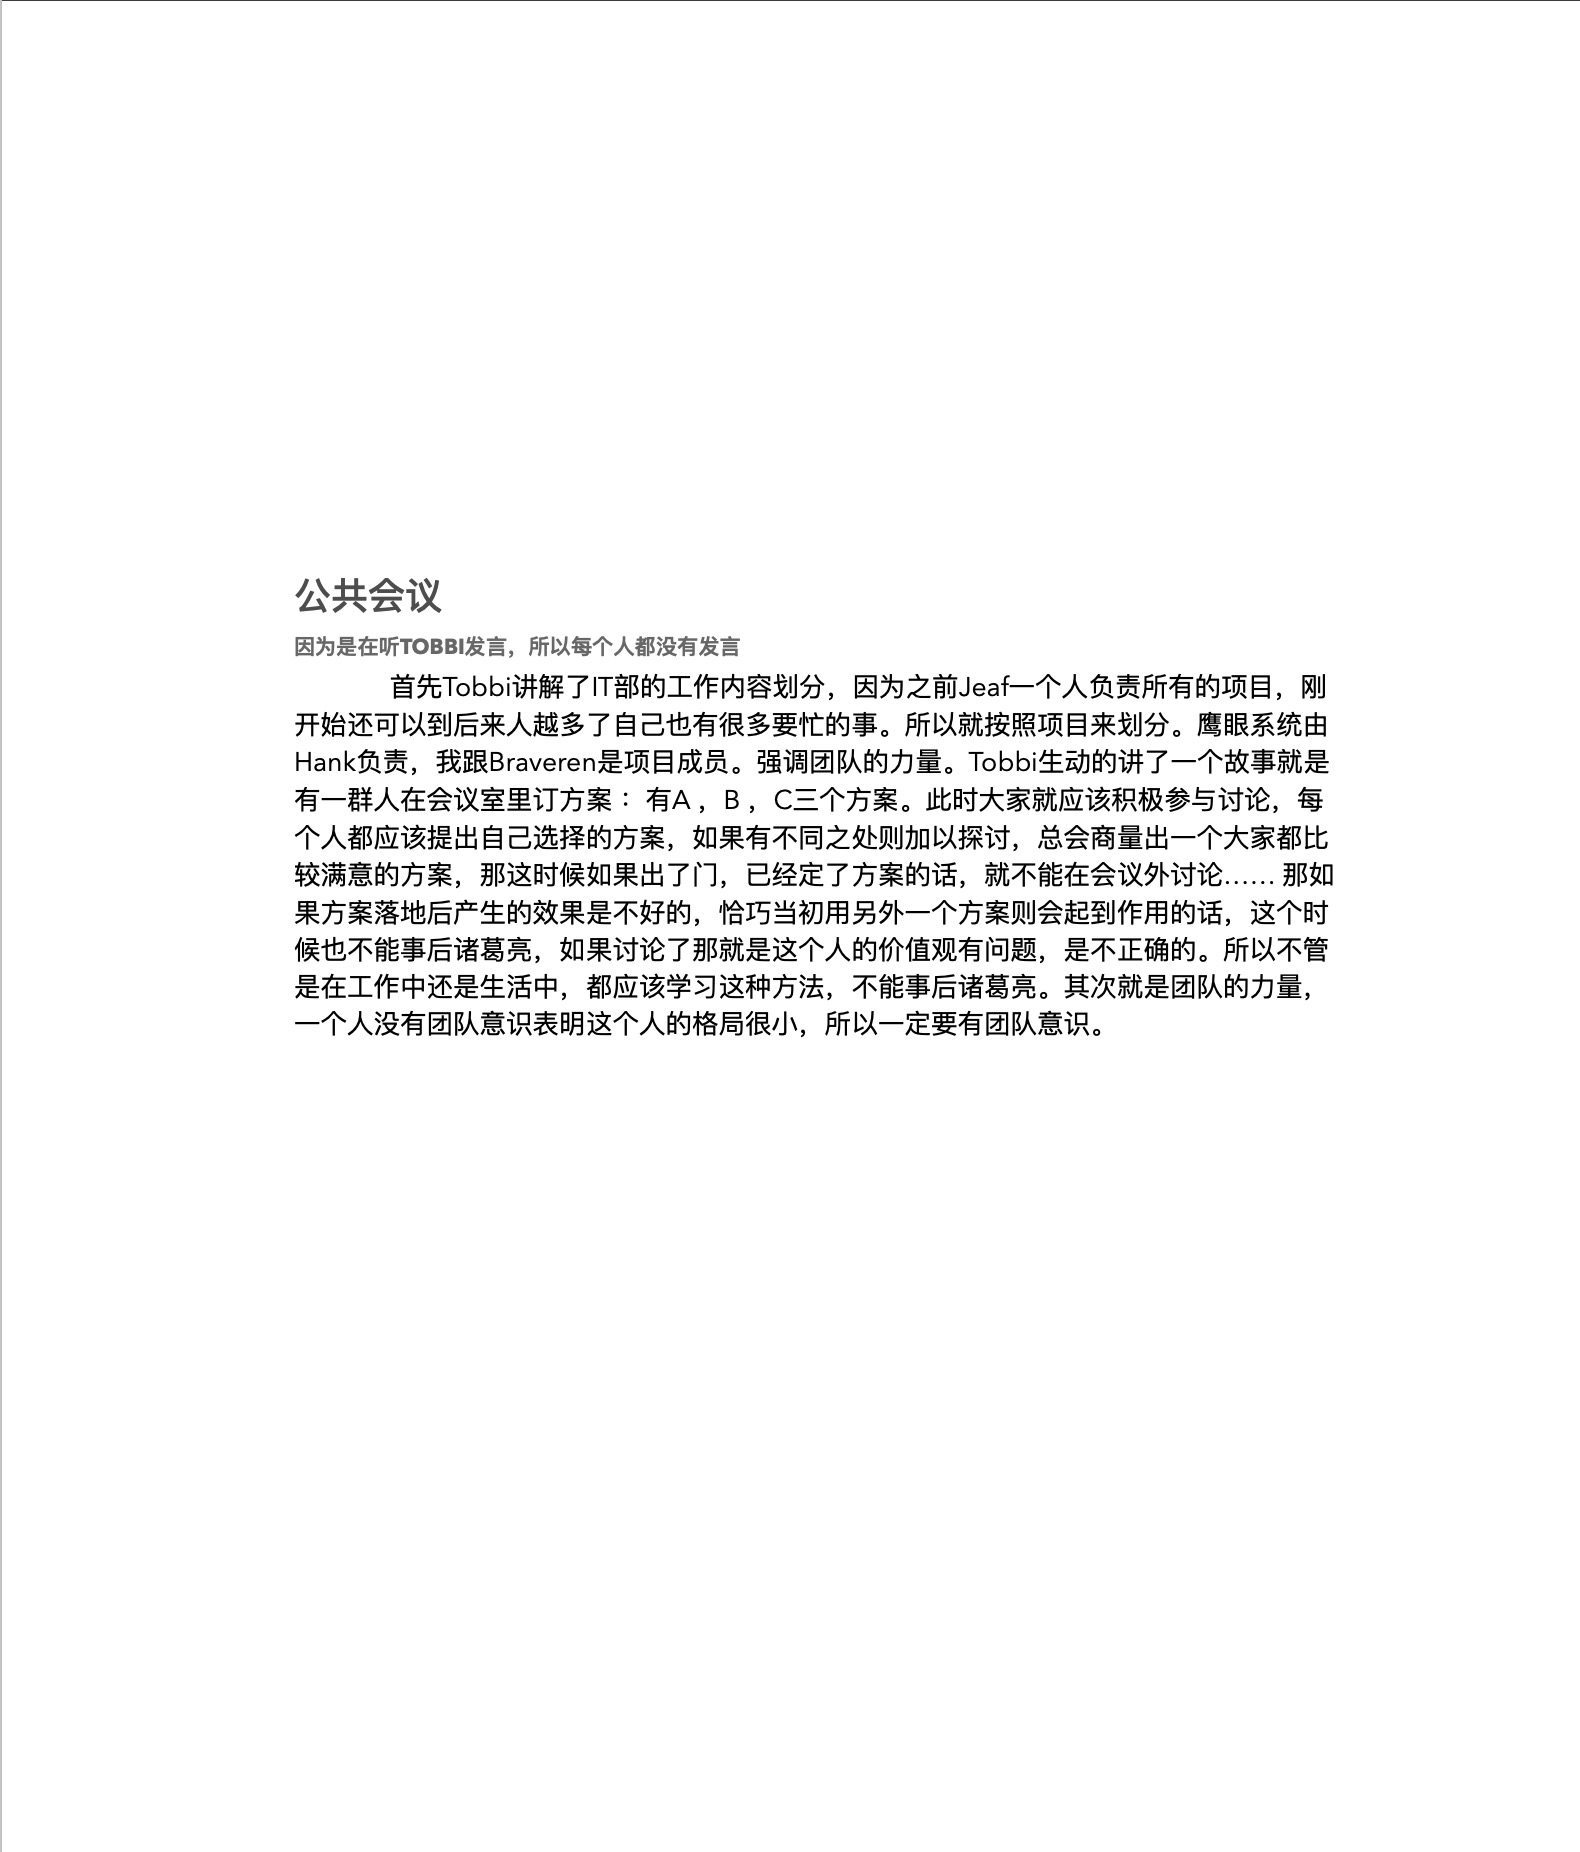 公共会议
因为是在听TOBBI发言，所以每个人都没有发言
首先Tobbi讲解了IT部的工作内容划分，因为之前Jeaf一个人负责所有的项目，刚
开始还可以到后来人越多了自己也有很多要忙的事。所以就按照项目来划分。鹰眼系统由
Hank负责，我跟Braveren是项目成员。强调团队的力量。Tobbi生动的讲了一个故事就是
有一群人在会议室里订方案： 有A ，B ，C三个方案。此时大家就应该积极参与讨论，每
个人都应该提出自己选择的方案，如果有不同之处则加以探讨，总会商量出一个大家都比
较满意的方案，那这时候如果出了门，已经定了方案的话，就不能在会议外讨论…… 那如
果方案落地后产生的效果是不好的，恰巧当初用另外一个方案则会起到作用的话，这个时
候也不能事后诸葛亮，如果讨论了那就是这个人的价值观有问题，是不正确的。所以不管
是在工作中还是生活中，都应该学习这种方法，不能事后诸葛亮。其次就是团队的力量，
一个人没有团队意识表明这个人的格局很小，所以一定要有团队意识。